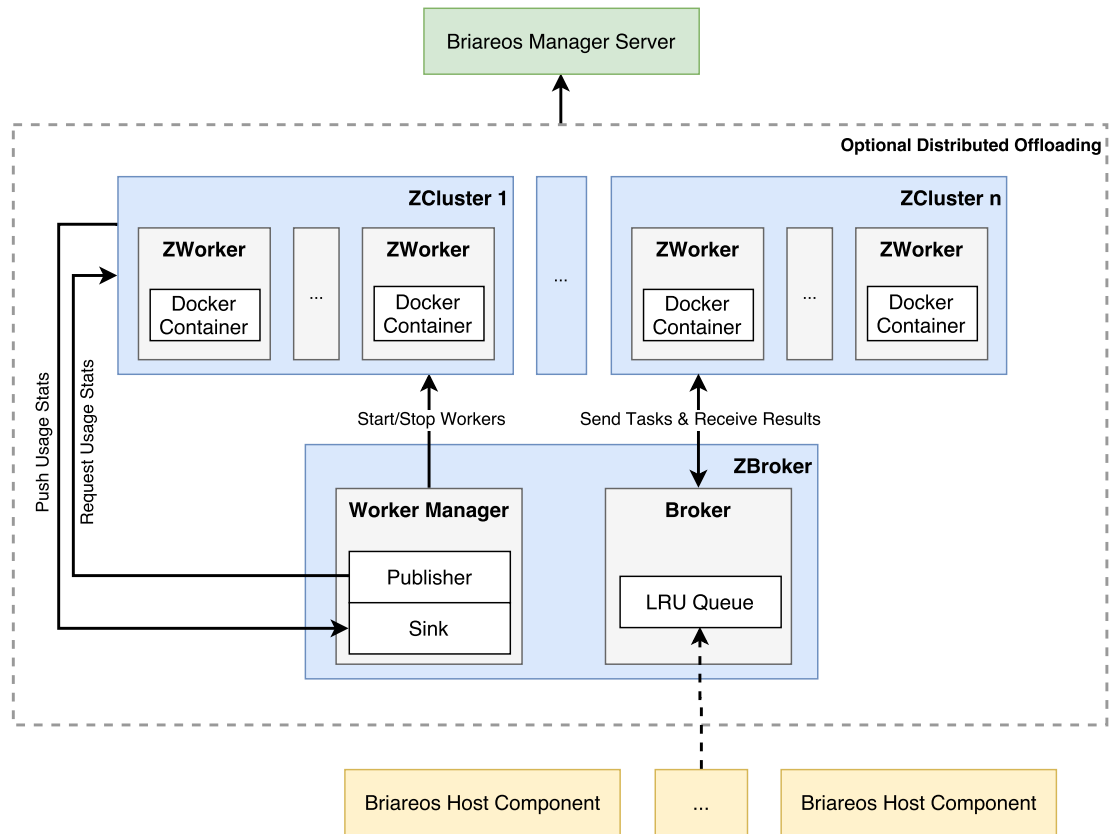 Briareos Manager Server
Optional Distributed Offloading
ZCluster 1
ZWorker
Docker
Container
...
ZWorker
Docker
Container
...
ZCluster n
ZWorker
Docker
Container
...
ZWorker
Docker
Container
Push Usage Stats
Request Usage Stats
Start/Stop Workers
Send Tasks & Receive Results
ZBroker
Worker Manager
Publisher
Sink
Broker
LRU Queue
Briareos Host Component
...
Briareos Host Component